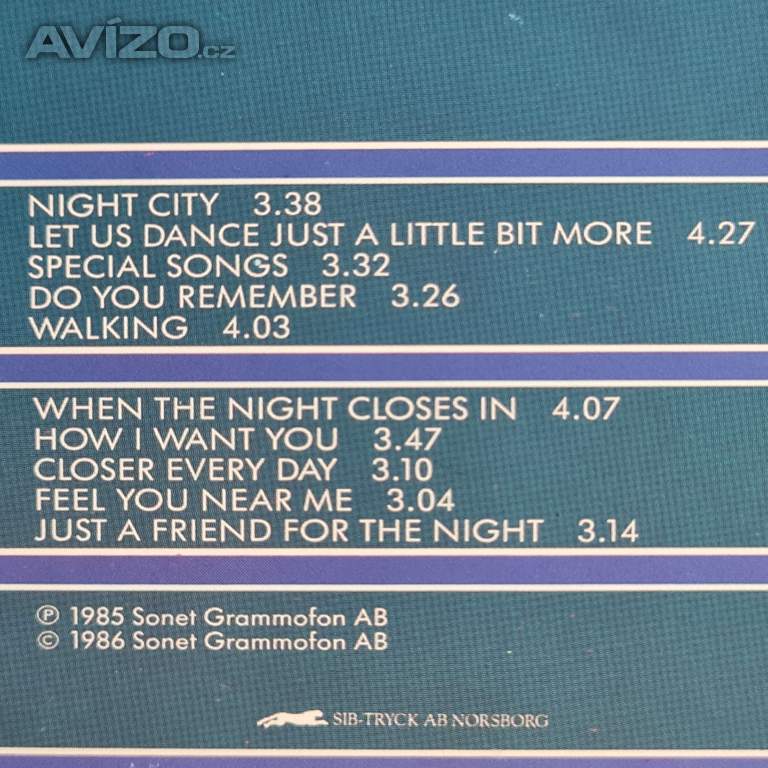 AVÍZO.cz
NIGHT CITY 3.38
LET US DANCE JUST A LITTLE BIT MORE 4.27
SPECIAL SONGS 3.32
DO YOU REMEMBER 3.26
WALKING 4.03
WHEN THE NIGHT CLOSES IN 4.07
HOW I WANT YOU 3.47
CLOSER EVERY DAY 3.10
FEEL YOU NEAR ME 3.04
JUST A FRIEND FOR THE NIGHT 3.14
℗ 1985 Sonet Grammofon AB
© 1986 Sonet Grammofon AB
SIB-TRYCK AB NORSBORG